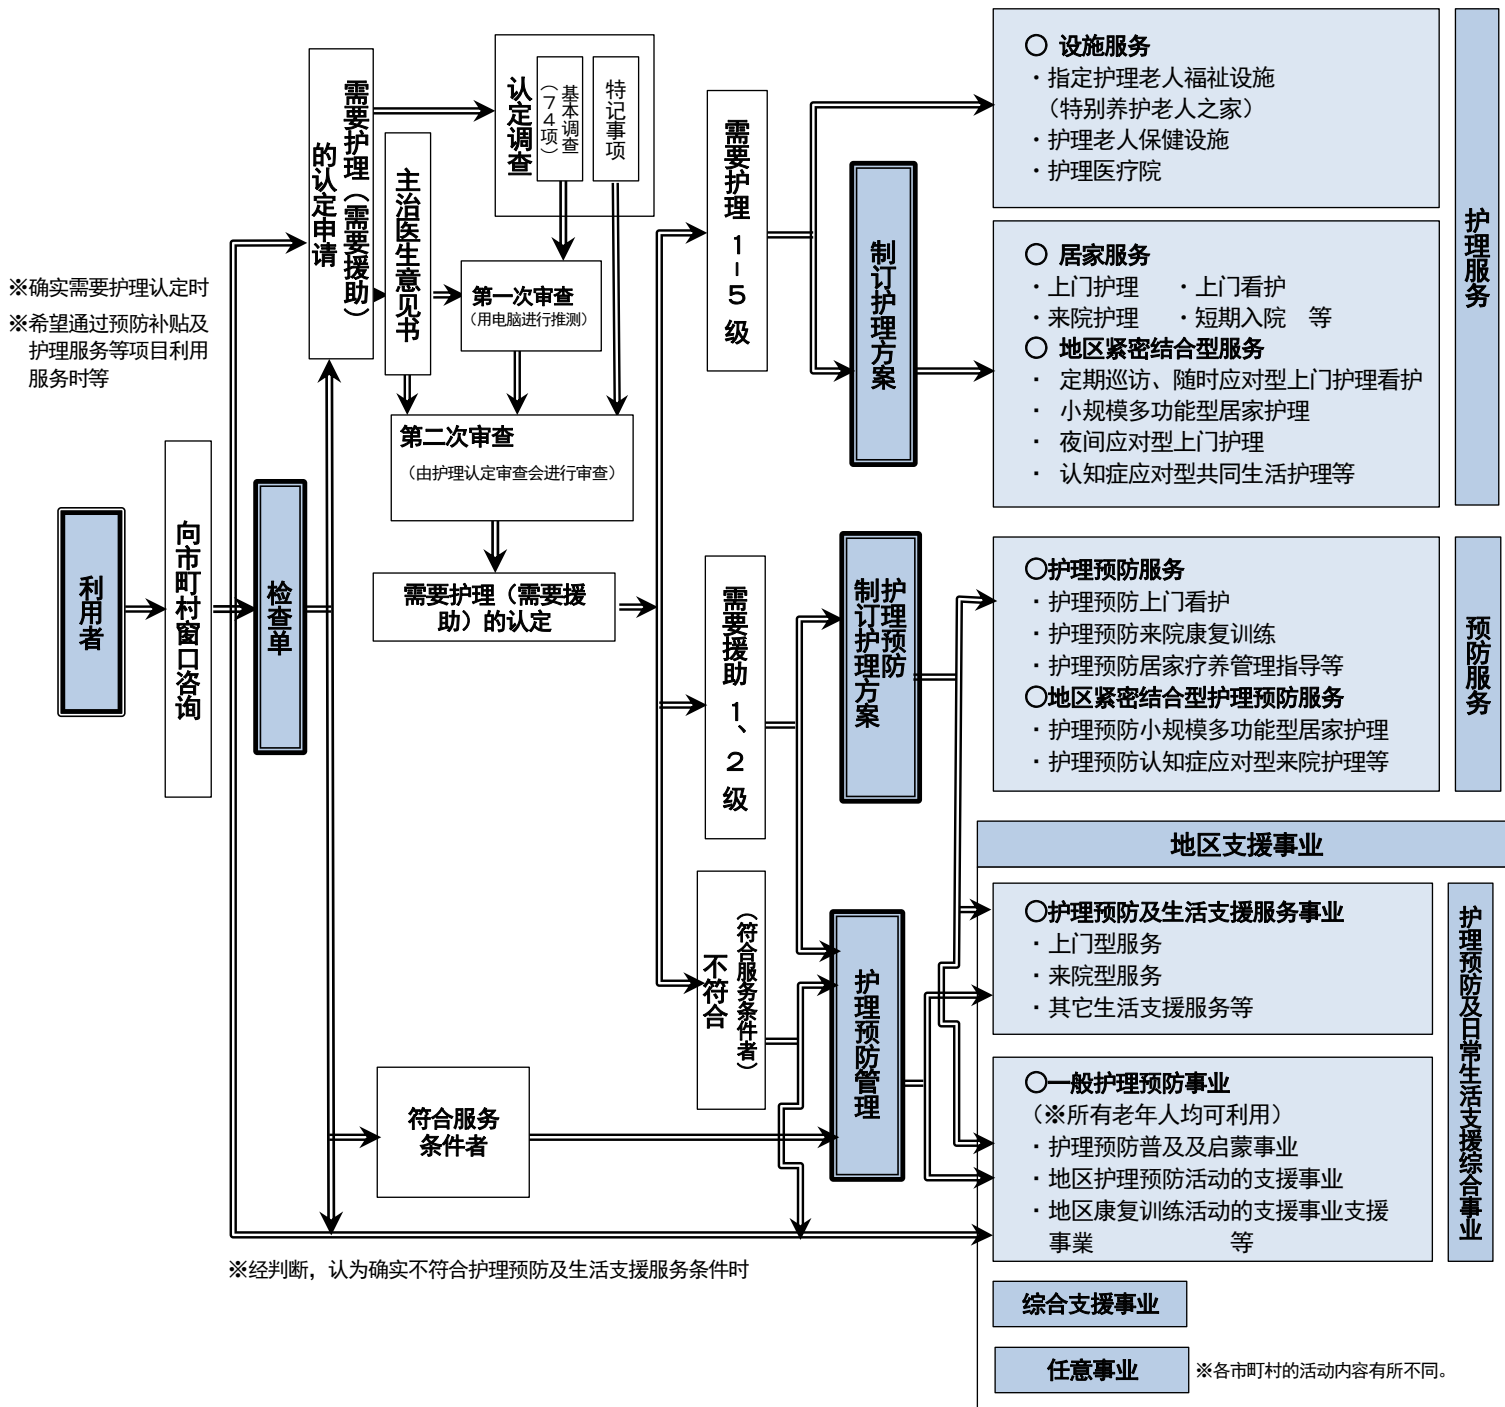 ※确实需要护理认定时
※希望通过预防补贴及
护理服务等项目利用
服务时等
利用者
向市町村窗口咨询
检查单
需要护理（需要援助）
的认定申请
主治医生意见书
认定调查
基本调查
（74项）
特记事项
第一次审查
（用电脑进行推测）
第二次审查
（由护理认定审查会进行审查）
需要护理（需要援
助）的认定
需要护理 1-5 级
需要援助 1、2 级
不符合
（符合服务条件者）
符合服务
条件者
※经判断，认为确实不符合护理预防及生活支援服务条件时
制订护理方案
护理预防
制订护理方案
护理预防管理
○ 设施服务
・指定护理老人福祉设施
（特别养护老人之家）
・护理老人保健设施
・护理医疗院
○ 居家服务
・上门护理　・上门看护
・来院护理　・短期入院　等
○ 地区紧密结合型服务
・ 定期巡访、随时应对型上门护理看护
・ 小规模多功能型居家护理
・ 夜间应对型上门护理
・ 认知症应对型共同生活护理等
护理服务
○护理预防服务
・护理预防上门看护
・护理预防来院康复训练
・护理预防居家疗养管理指导等
○地区紧密结合型护理预防服务
・护理预防小规模多功能型居家护理
・护理预防认知症应对型来院护理等
预防服务
地区支援事业
○护理预防及生活支援服务事业
・上门型服务
・来院型服务
・其它生活支援服务等
○一般护理预防事业
（※所有老年人均可利用）
・护理预防普及及启蒙事业
・地区护理预防活动的支援事业
・地区康复训练活动的支援事业支援
事業　等
护理预防及日常生活支援综合事业
综合支援事业
任意事业
※各市町村的活动内容有所不同。